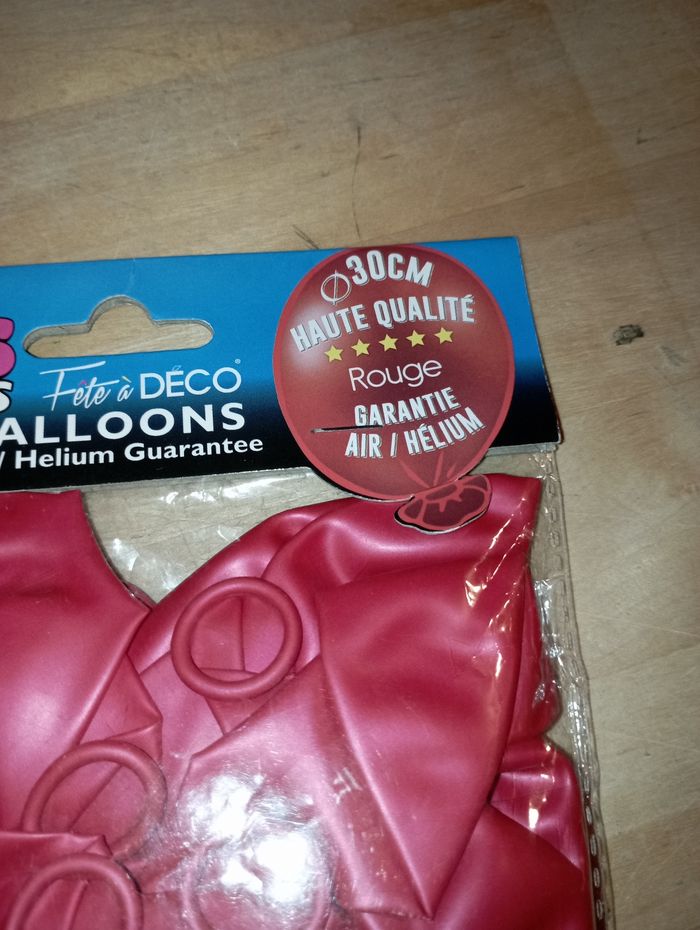 Ø30CM
HAUTE QUALITÉ
Rouge
GARANTIE
AIR / HÉLIUM
Fête à DÉCO®
ALLOONS
/ Helium Guarantee